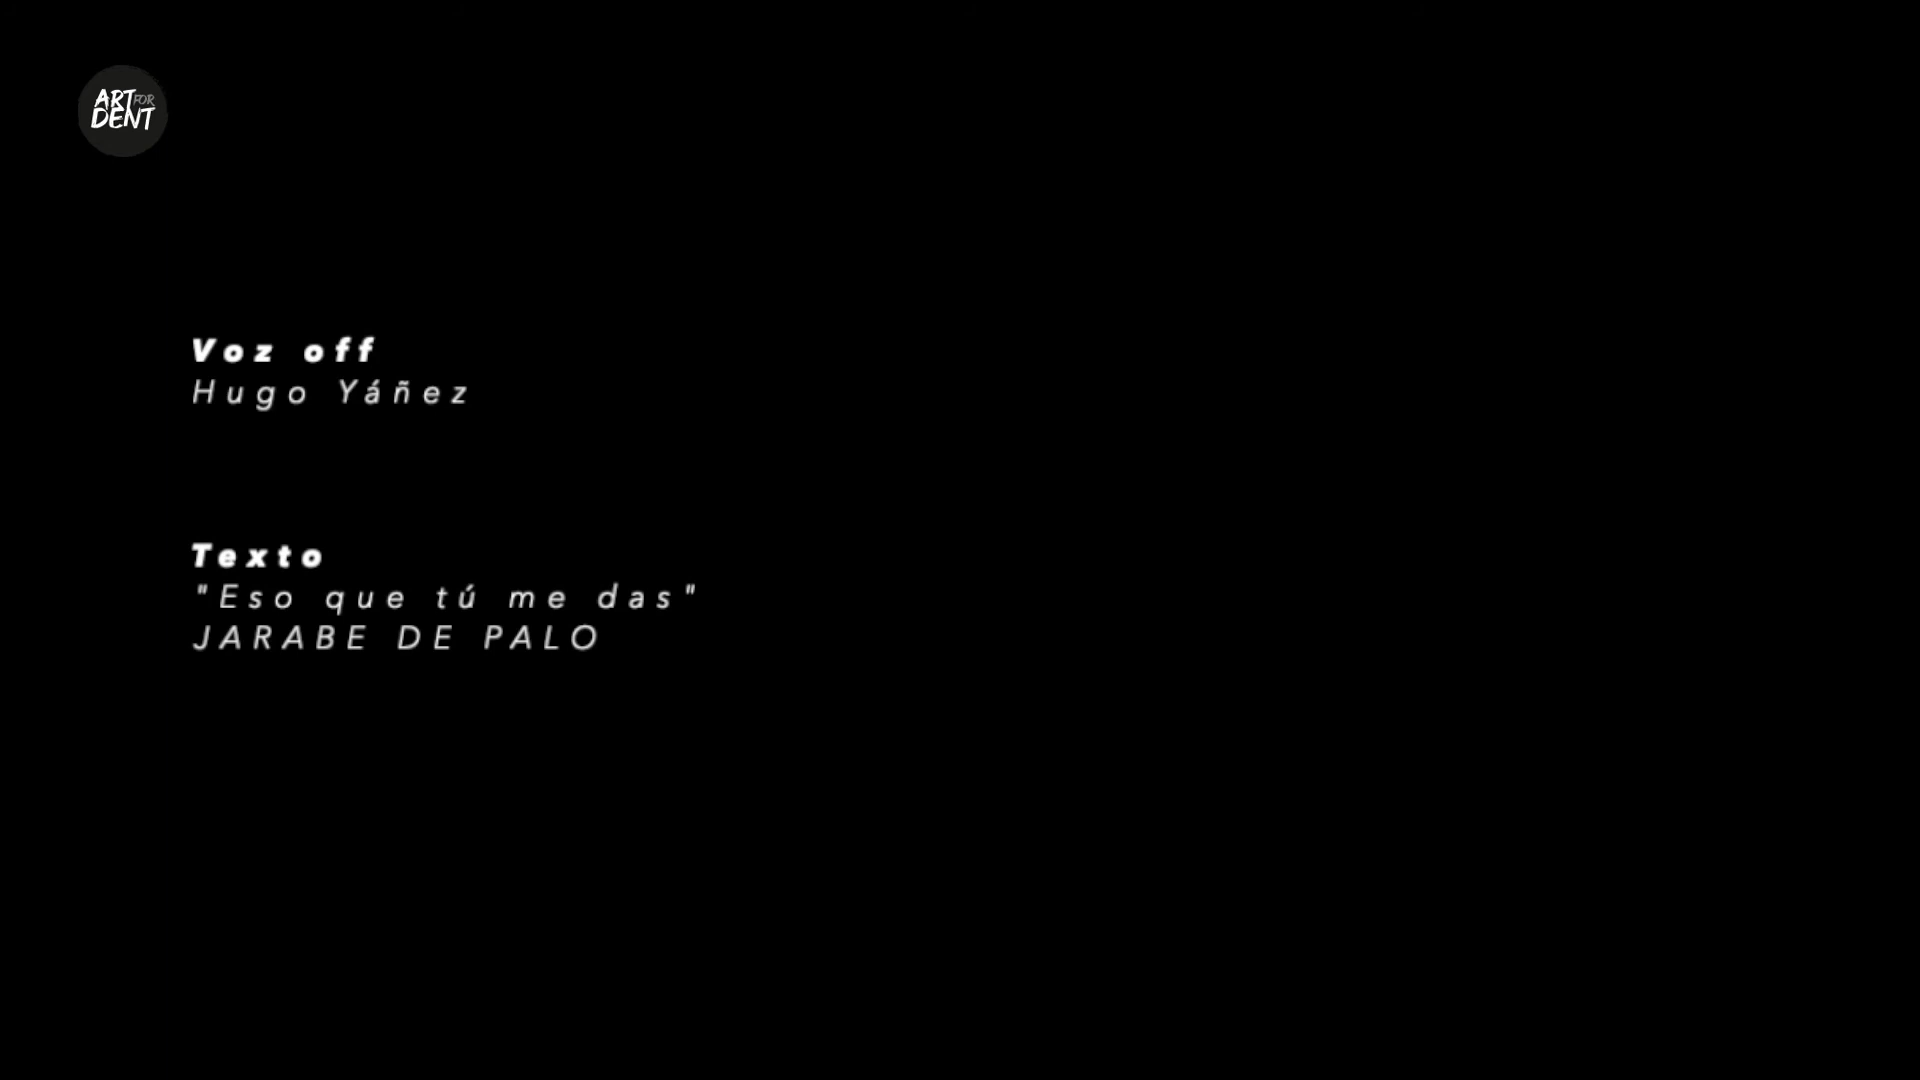 ART FOR
DENT
Voz off
Hugo Yáñez
Texto
"Eso que tú me das"
JARABE DE PALO